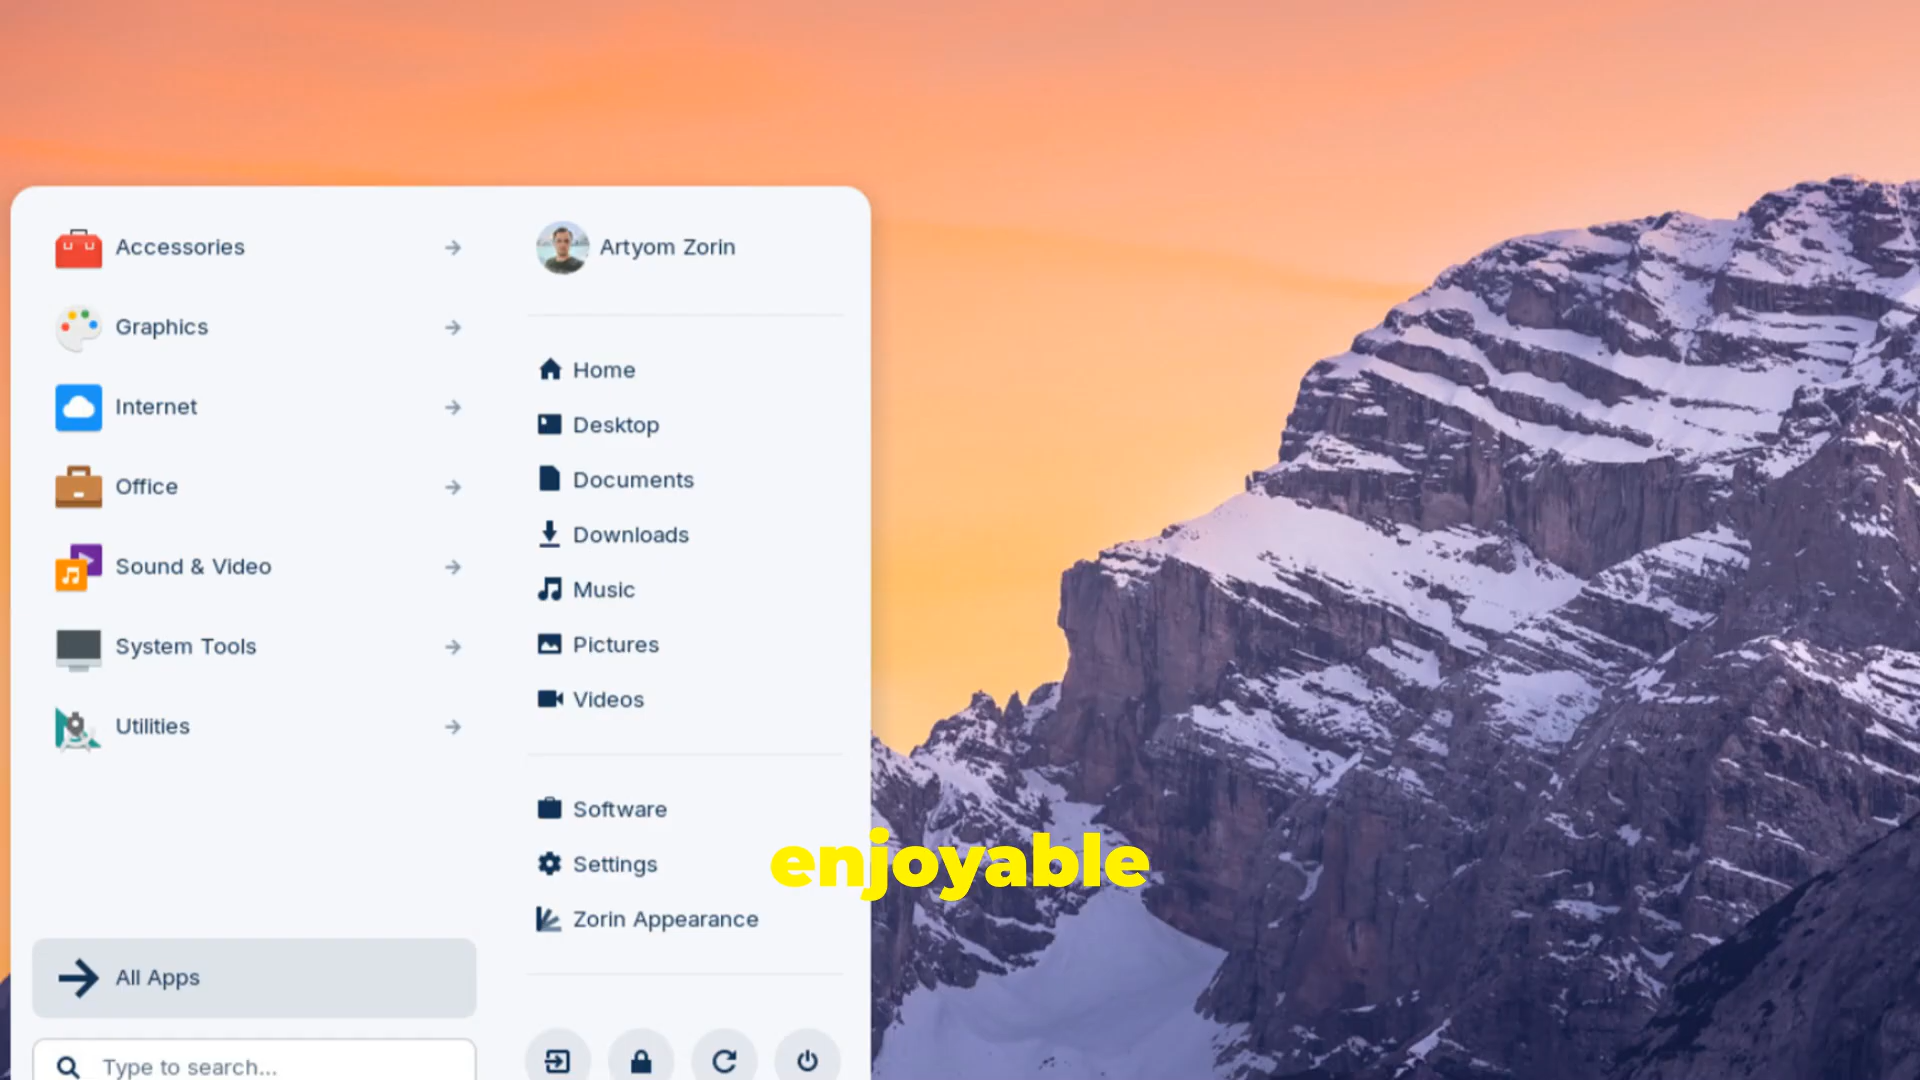 Accessories
Graphics
Internet
Office
Sound & Video
System Tools
Utilities
All Apps
Type to search...
Artyom Zorin
Home
Desktop
Documents
Downloads
Music
Pictures
Videos
Software
Settings
Zorin Appearance
enjoyable